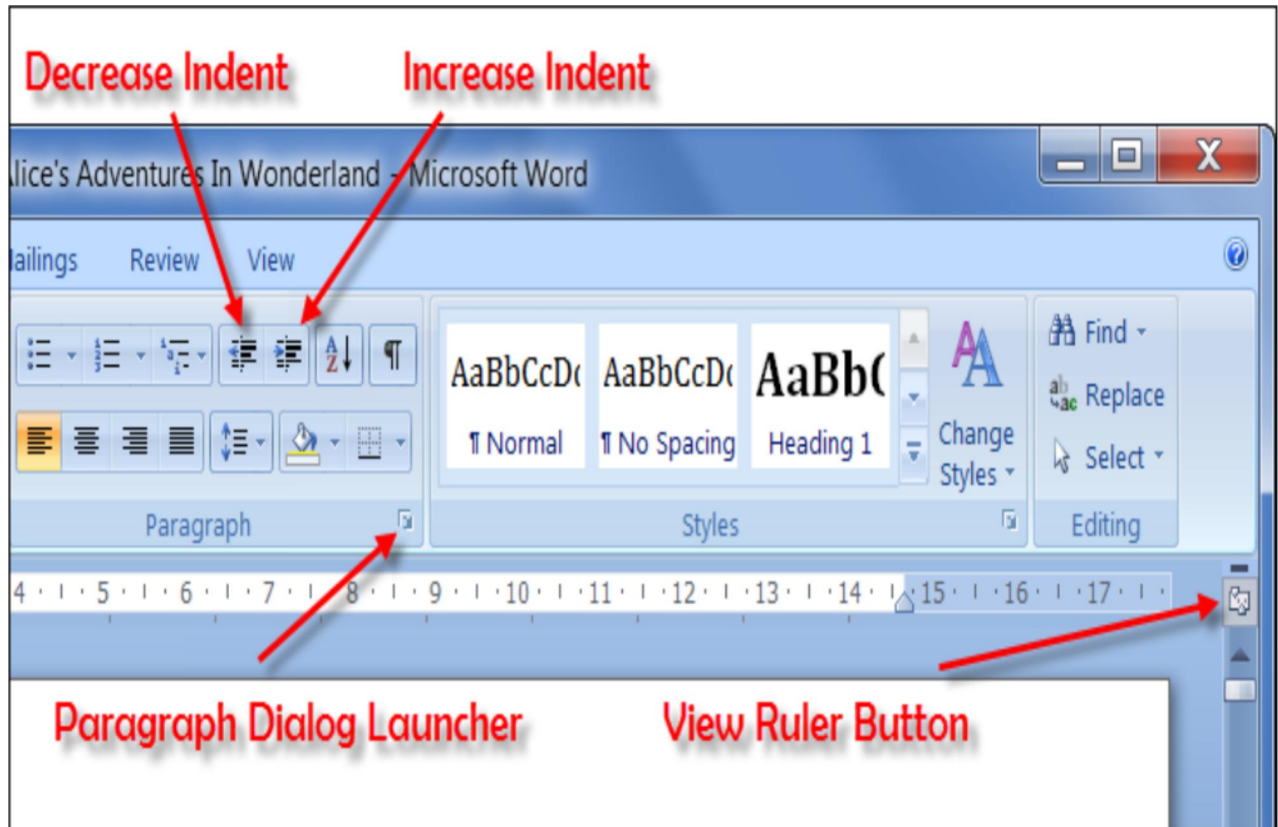 Decrease Indent Increase Indent
lice's Adventures In Wonderland - Microsoft Word
ailings Review View
AaBbCcDc AaBbCcDc AaBb(
¶ Normal ¶ No Spacing Heading 1
Change
Styles
Find
Replace
Select
Paragraph Styles Editing
4 5 6 7 8 9 10 11 12 13 14 15 16 17
Paragraph Dialog Launcher View Ruler Button